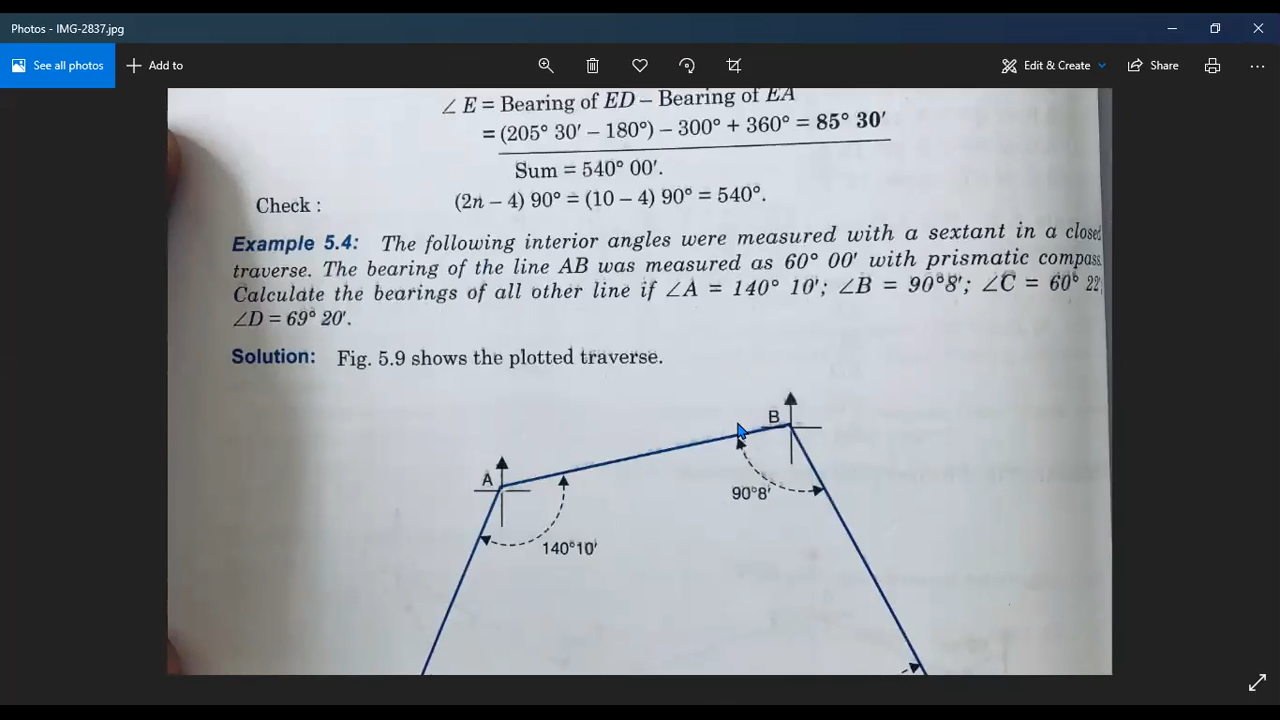 Photos - IMG-2837.jpg
See all photos
Add to
Edit & Create
Share
∠ E = Bearing of ED – Bearing of EA
= (205° 30′ – 180°) – 300° + 360° = 85° 30′
Sum = 540° 00′.
Check : (2n – 4) 90° = (10 – 4) 90° = 540°.
Example 5.4: The following interior angles were measured with a sextant in a closed
traverse. The bearing of the line AB was measured as 60° 00′ with prismatic compass.
Calculate the bearings of all other line if ∠A = 140° 10′; ∠B = 90°8′; ∠C = 60° 22′;
∠D = 69° 20′.
Solution: Fig. 5.9 shows the plotted traverse.
B
A
90°8′
140°10′